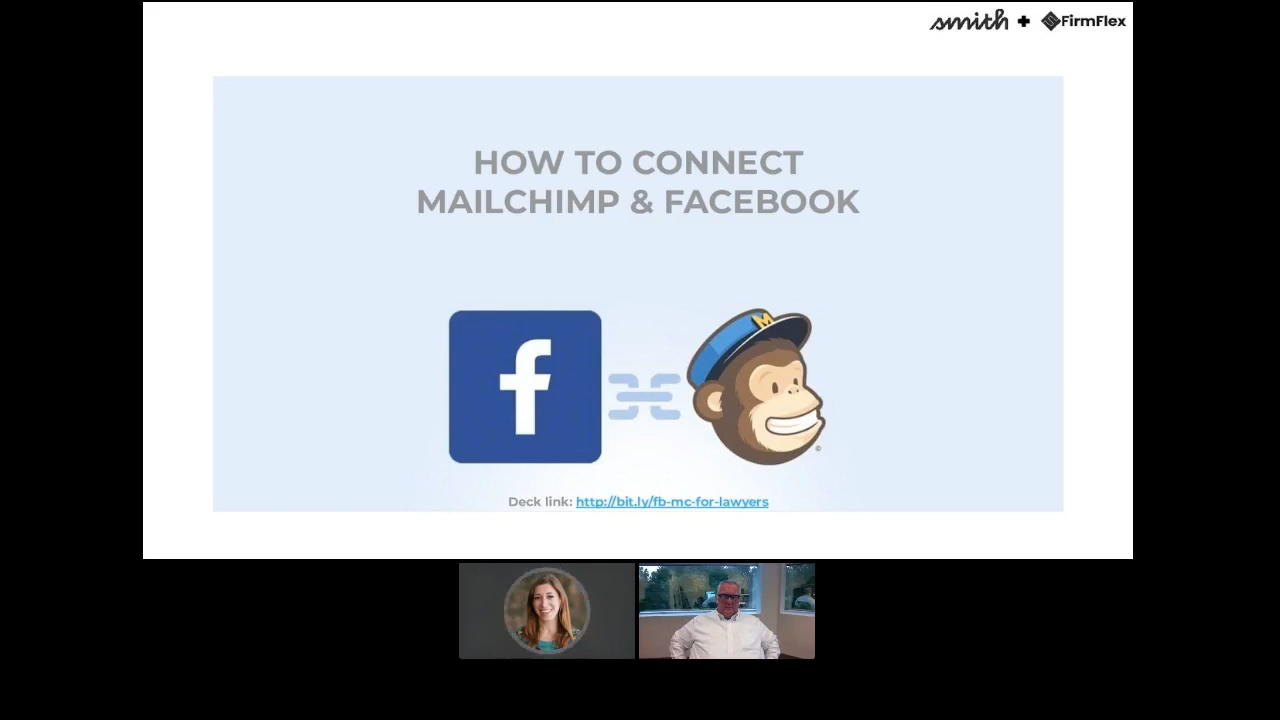 smith + FirmFlex
HOW TO CONNECT
MAILCHIMP & FACEBOOK
f
M
©
Deck link: http://bit.ly/fb-mc-for-lawyers